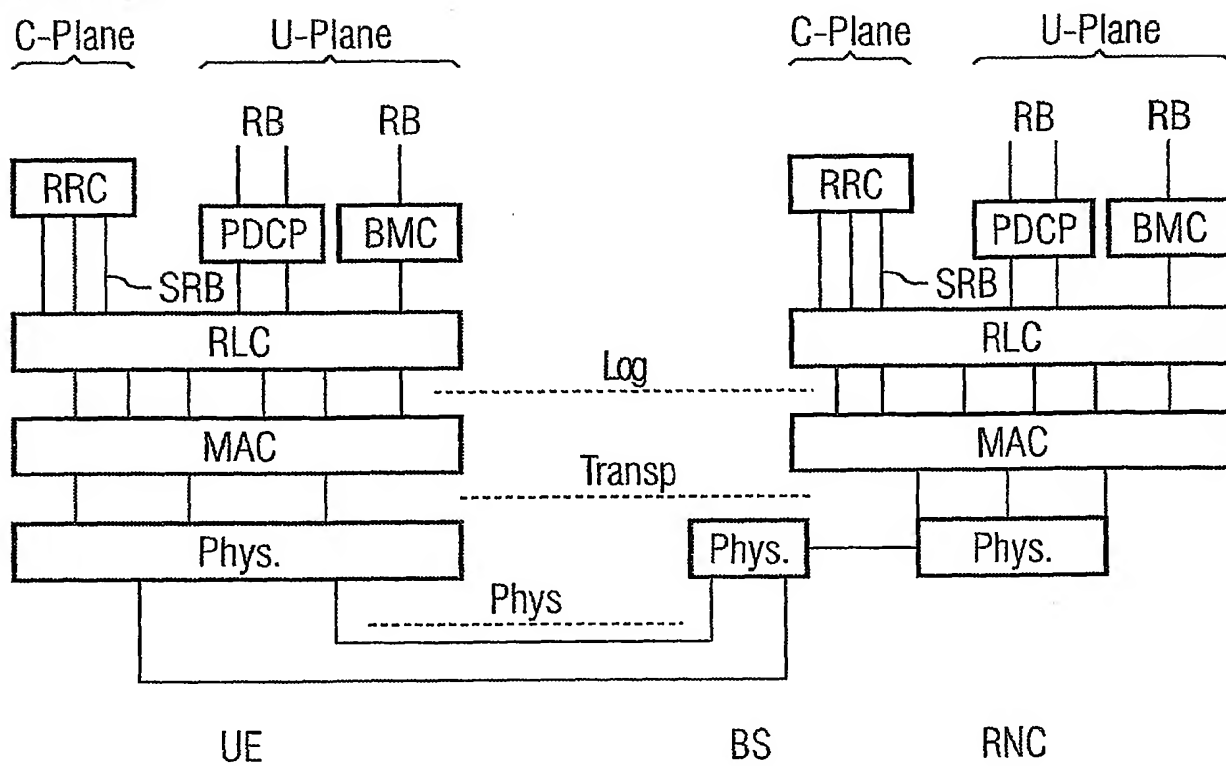 C-Plane U-Plane C-Plane U-Plane
RB RB RB RB
RRC RRC
PDCP BMC PDCP BMC
SRB SRB
RLC RLC
Log
MAC MAC
Transp
Phys. Phys. Phys.
Phys
UE BS RNC